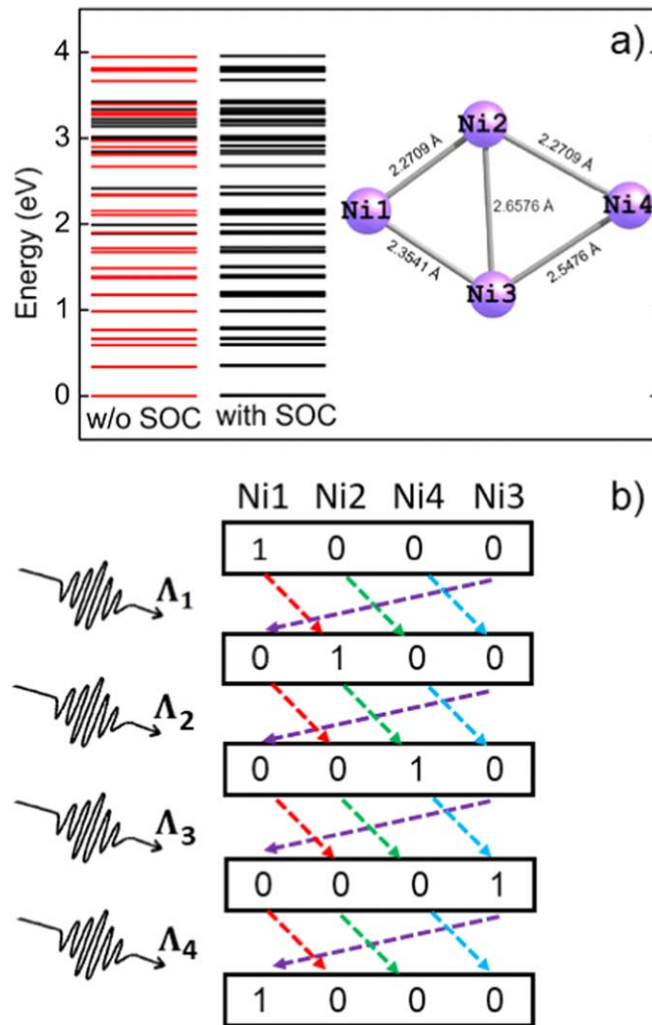 a)
4
3
2
1
0
Energy (eV)
w/o SOC with SOC
Ni2
2.2709 Å 2.2709 Å
Ni1 2.6576 Å Ni4
2.3541 Å 2.5476 Å
Ni3
b)
Ni1 Ni2 Ni4 Ni3
1 0 0 0
Λ1
0 1 0 0
Λ2
0 0 1 0
Λ3
0 0 0 1
Λ4
1 0 0 0